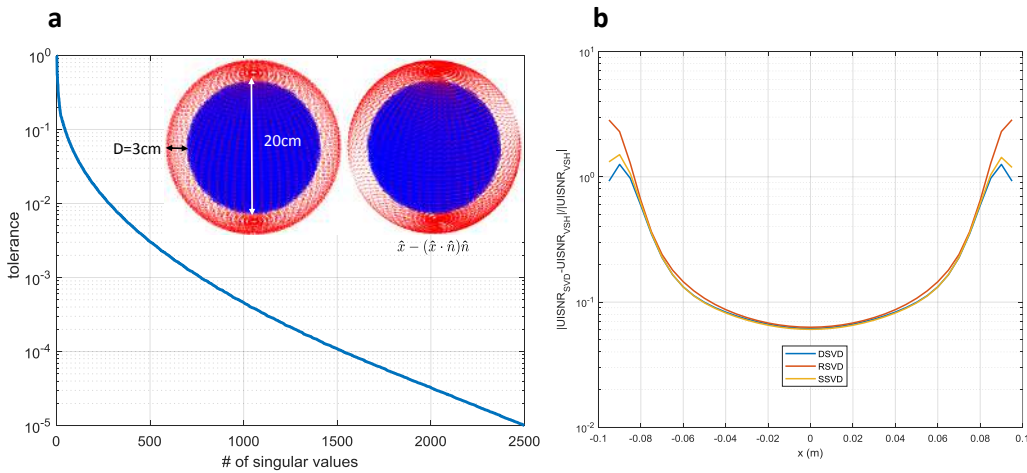 a
b
10^0
10^-1
10^-2
10^-3
10^-4
10^-5
tolerance
0
500
1000
1500
2000
2500
# of singular values
D=3cm
20cm
x̂ − (x̂ · n̂)n̂
10^1
10^0
10^-1
10^-2
|UISNR_SVD-UISNR_VSH|/|UISNR_VSH|
DSVD
RSVD
SSVD
-0.1
-0.08
-0.06
-0.04
-0.02
0
0.02
0.04
0.06
0.08
0.1
x (m)